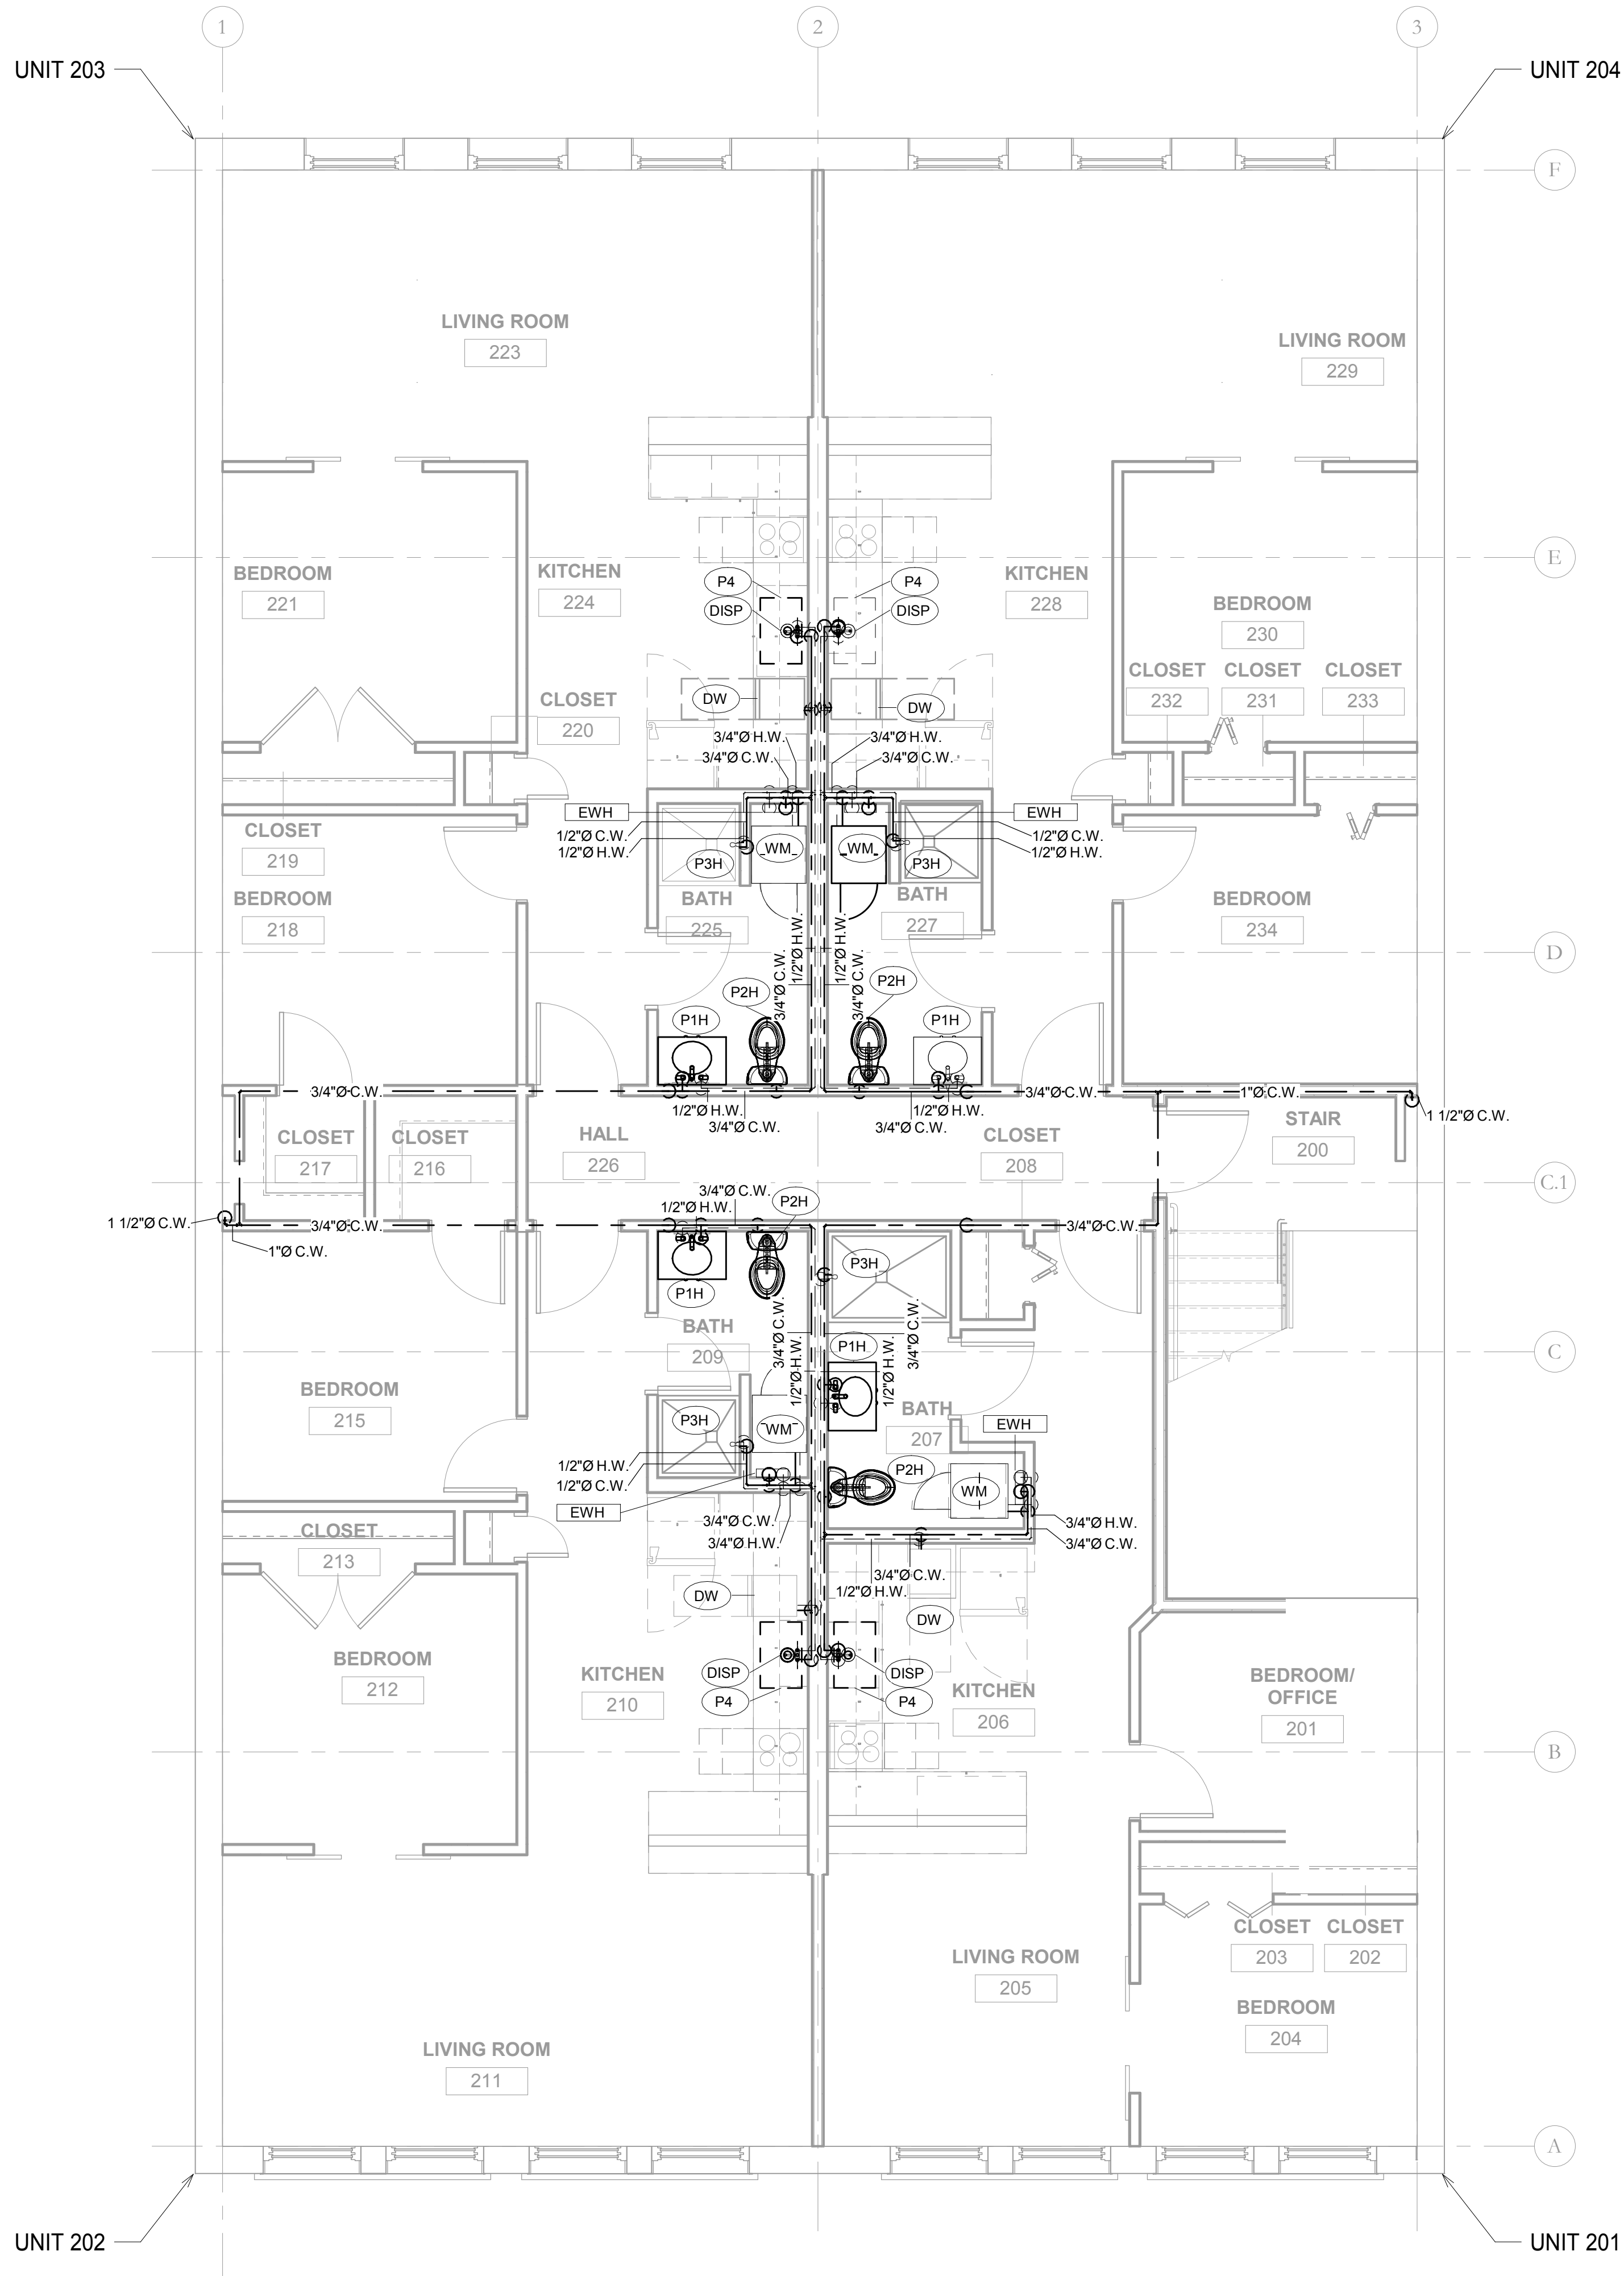 1
2
3
UNIT 203
UNIT 204
F
LIVING ROOM
223
LIVING ROOM
229
E
BEDROOM
221
KITCHEN
224
P4
DISP
P4
DISP
KITCHEN
228
BEDROOM
230
CLOSET
232
CLOSET
231
CLOSET
233
CLOSET
220
DW
DW
3/4"Ø H.W.
3/4"Ø C.W.
3/4"Ø H.W.
3/4"Ø C.W.
EWH
EWH
1/2"Ø C.W.
1/2"Ø H.W.
1/2"Ø C.W.
1/2"Ø H.W.
CLOSET
219
P3H
WM
WM
P3H
BEDROOM
218
BATH
225
BATH
227
BEDROOM
234
1/2"Ø H.W.
3/4"Ø C.W.
1/2"Ø H.W.
3/4"Ø C.W.
D
P2H
P2H
P1H
P1H
3/4"Ø C.W.
3/4"Ø C.W.
1"Ø C.W.
1 1/2"Ø C.W.
1/2"Ø H.W.
3/4"Ø C.W.
1/2"Ø H.W.
3/4"Ø C.W.
CLOSET
217
CLOSET
216
HALL
226
CLOSET
208
STAIR
200
C.1
3/4"Ø C.W.
1/2"Ø H.W.
P2H
1 1/2"Ø C.W.
3/4"Ø C.W.
3/4"Ø C.W.
1"Ø C.W.
P3H
P1H
BATH
209
3/4"Ø C.W.
1/2"Ø H.W.
P1H
1/2"Ø H.W.
3/4"Ø C.W.
C
BEDROOM
215
P3H
WM
BATH
207
EWH
P2H
WM
1/2"Ø H.W.
1/2"Ø C.W.
EWH
3/4"Ø C.W.
3/4"Ø H.W.
3/4"Ø H.W.
3/4"Ø C.W.
CLOSET
213
3/4"Ø C.W.
1/2"Ø H.W.
DW
DW
BEDROOM
212
KITCHEN
210
DISP
P4
DISP
P4
KITCHEN
206
BEDROOM/
OFFICE
201
B
LIVING ROOM
205
CLOSET
203
CLOSET
202
BEDROOM
204
LIVING ROOM
211
A
UNIT 202
UNIT 201